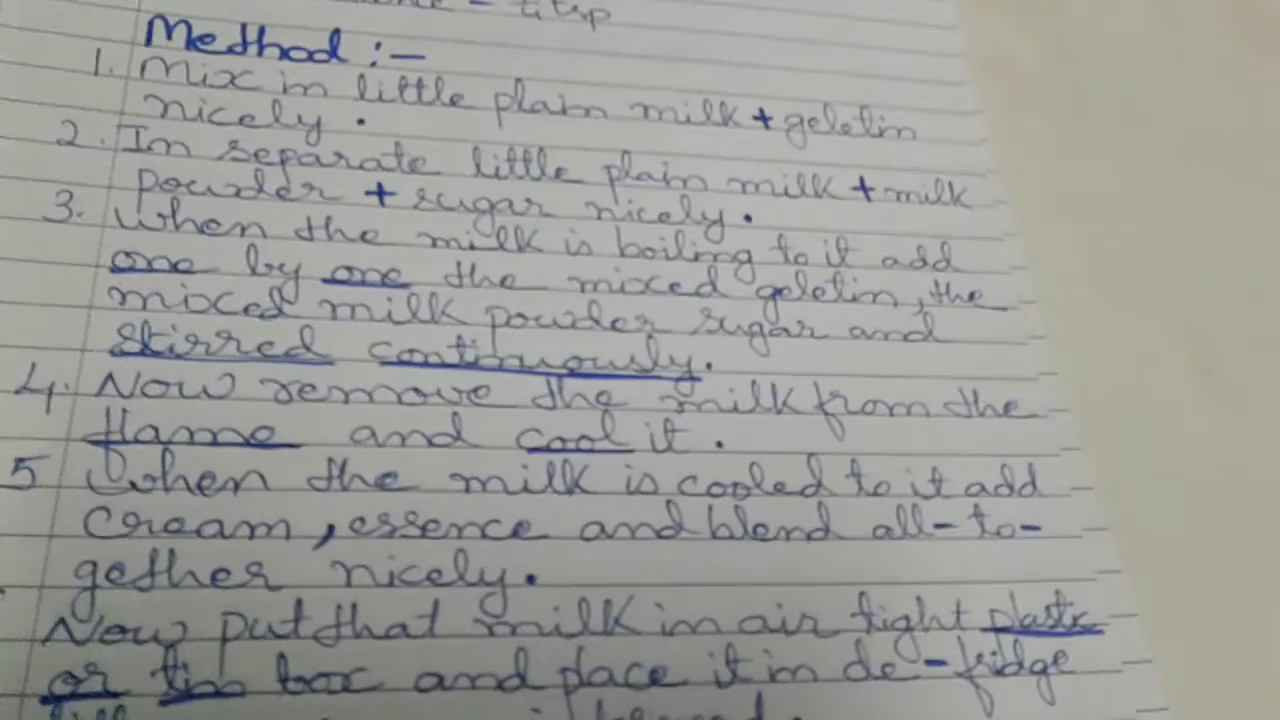 Method :-
1. Mix in little plain milk + geletin
nicely .
2. In separate little plain milk + milk
Powder + sugar nicely.
3. When the milk is boiling to it add
one by one the mixed geletin, the
mixed milk powder sugar and
Stirred continuously.
4. Now remove the milk from the
flame and cool it .
5 When the milk is cooled to it add
Cream, essence and blend all-to-
gether nicely.
Now put that milk in air tight plastic
or tin box and place it in de-fidge